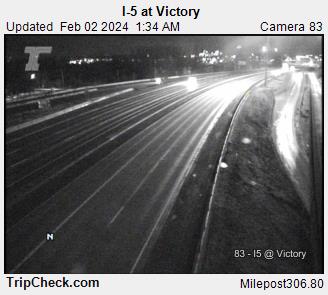 I-5 at Victory
Updated Feb 02 2024 1:34 AM Camera 83
N
83 - I5 @ Victory
TripCheck.com Milepost306.80